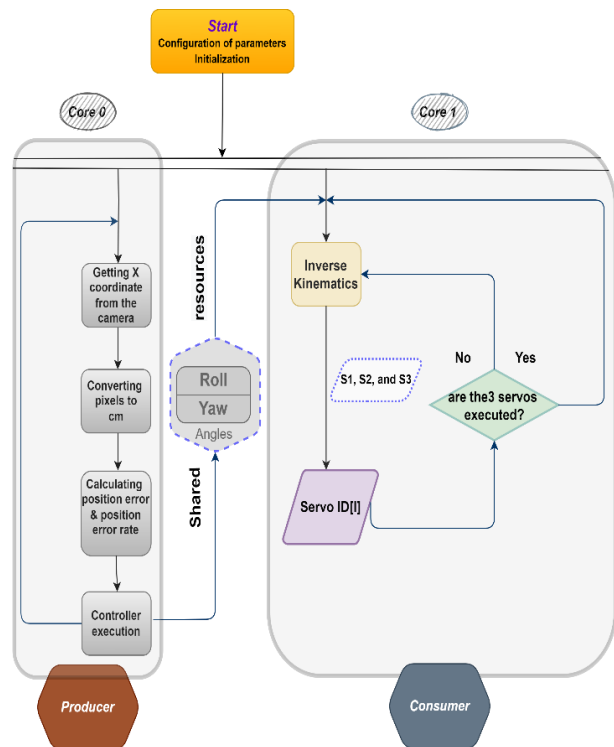 Start
Configuration of parameters
Initialization
Core 0
Core 1
Getting X
coordinate
from the
camera
Converting
pixels to
cm
Calculating
position error
& position
error rate
Controller
execution
Producer
resources
Roll
Yaw
Angles
Shared
Inverse
Kinematics
S1, S2, and S3
Servo ID[I]
No
Yes
are the3 servos
executed?
Consumer